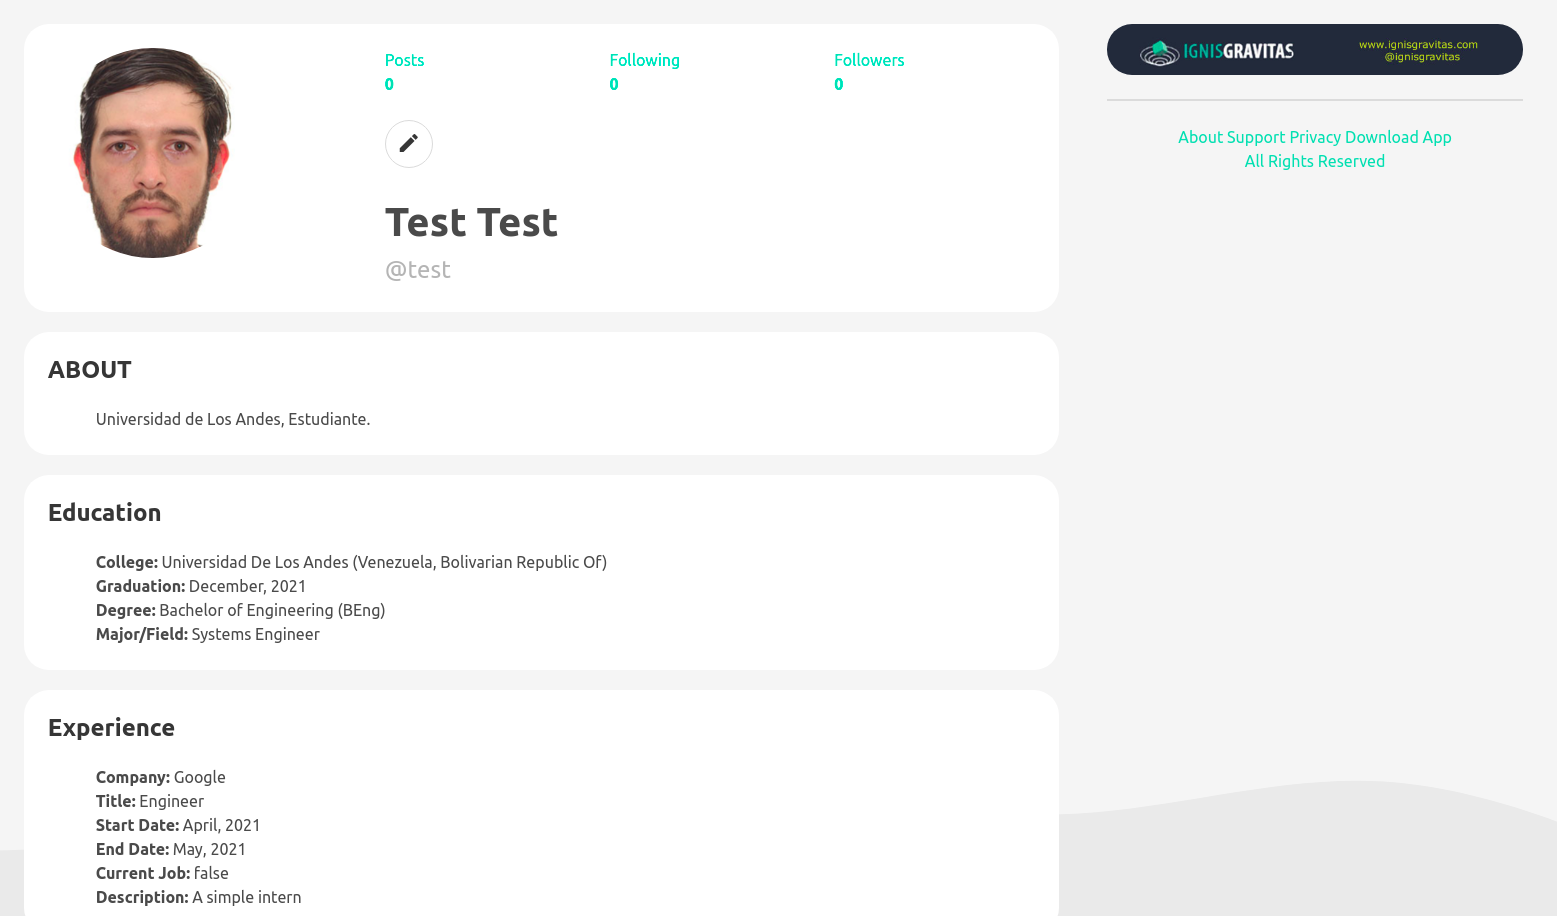 Posts Following Followers
0 0 0
Test Test
@test
ABOUT
Universidad de Los Andes, Estudiante.
Education
College: Universidad De Los Andes (Venezuela, Bolivarian Republic Of)
Graduation: December, 2021
Degree: Bachelor of Engineering (BEng)
Major/Field: Systems Engineer
Experience
Company: Google
Title: Engineer
Start Date: April, 2021
End Date: May, 2021
Current Job: false
Description: A simple intern
IGNISGRAVITAS
www.ignisgravitas.com
@ignisgravitas
About Support Privacy Download App
All Rights Reserved